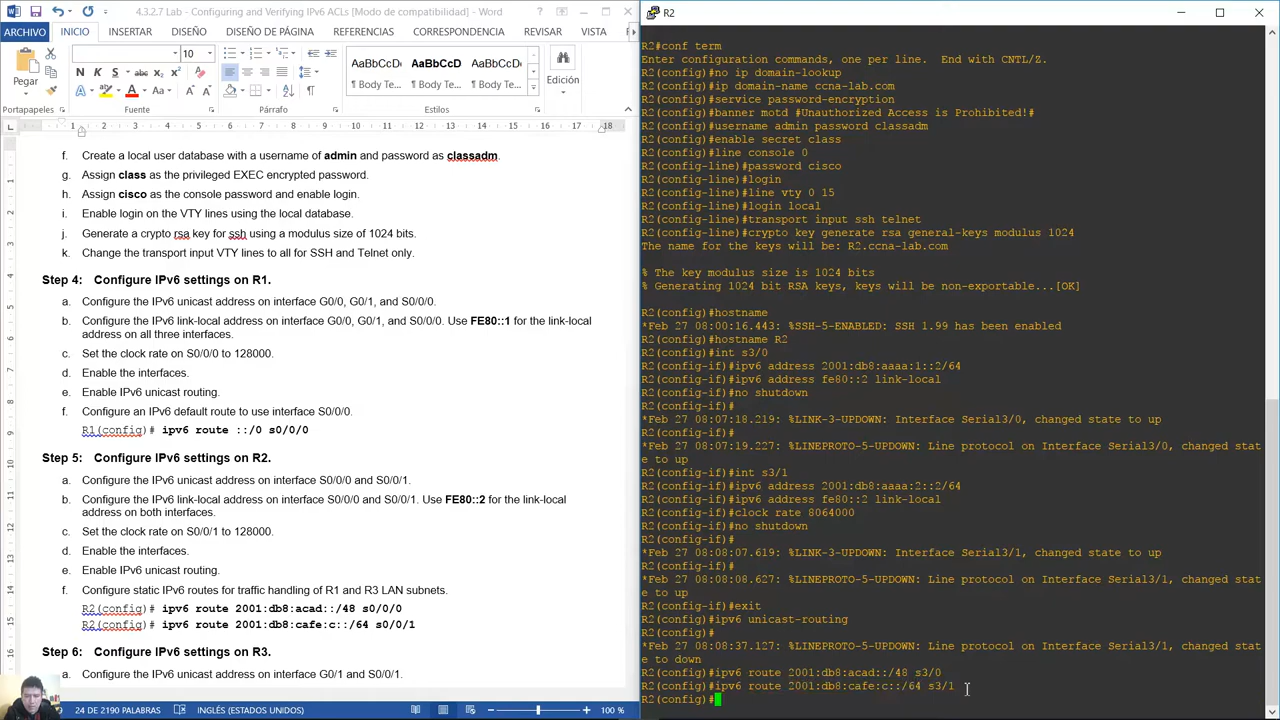 4.3.2.7 Lab - Configuring and Verifying IPv6 ACLs [Modo de compatibilidad] - Word
ARCHIVO INICIO INSERTAR DISEÑO DISEÑO DE PÁGINA REFERENCIAS CORRESPONDENCIA REVISAR VISTA
Pegar
10
N K S
AaBbCcDc AaBbCcD AaBbCcDc
¶ Body Te... ¶ Body Te... ¶ Body Te...
Edición
Portapapeles Fuente Párrafo Estilos
1 2 3 4 5 6 7 8 9 10 11 12 13 14 15 16 17 18
f. Create a local user database with a username of admin and password as classadm.
class as the privileged EXEC encrypted password.
h. Assign cisco as the console password and enable login.
i. Enable login on the VTY lines using the local database.
j. Generate a crypto rsa key for ssh using a modulus size of 1024 bits.
k. Change the transport input VTY lines to all for SSH and Telnet only.
Step 4: Configure IPv6 settings on R1.
a. Configure the IPv6 unicast address on interface G0/0, G0/1, and S0/0/0.
b. Configure the IPv6 link-local address on interface G0/0, G0/1, and S0/0/0. Use FE80::1 for the link-local
address on all three interfaces.
c. Set the clock rate on S0/0/0 to 128000.
d. Enable the interfaces.
e. Enable IPv6 unicast routing.
f. Configure an IPv6 default route to use interface S0/0/0.
R1(config)# ipv6 route ::/0 s0/0/0
Step 5: Configure IPv6 settings on R2.
a. Configure the IPv6 unicast address on interface S0/0/0 and S0/0/1.
b. Configure the IPv6 link-local address on interface S0/0/0 and S0/0/1. Use FE80::2 for the link-local
address on both interfaces.
c. Set the clock rate on S0/0/1 to 128000.
d. Enable the interfaces.
e. Enable IPv6 unicast routing.
f. Configure static IPv6 routes for traffic handling of R1 and R3 LAN subnets.
R2(config)# ipv6 route 2001:db8:acad::/48 s0/0/0
R2(config)# ipv6 route 2001:db8:cafe:c::/64 s0/0/1
Step 6: Configure IPv6 settings on R3.
a. Configure the IPv6 unicast address on interface G0/1 and S0/0/1.
24 DE 2190 PALABRAS INGLÉS (ESTADOS UNIDOS) 100 %
R2
R2#conf term
Enter configuration commands, one per line. End with CNTL/Z.
R2(config)#no ip domain-lookup
R2(config)#ip domain-name ccna-lab.com
R2(config)#service password-encryption
R2(config)#banner motd #Unauthorized Access is Prohibited!#
R2(config)#username admin password classadm
R2(config)#enable secret class
R2(config)#line console 0
R2(config-line)#password cisco
R2(config-line)#login
R2(config-line)#line vty 0 15
R2(config-line)#login local
R2(config-line)#transport input ssh telnet
R2(config-line)#crypto key generate rsa general-keys modulus 1024
The name for the keys will be: R2.ccna-lab.com
% The key modulus size is 1024 bits
% Generating 1024 bit RSA keys, keys will be non-exportable...[OK]
R2(config)#hostname
*Feb 27 08:00:16.443: %SSH-5-ENABLED: SSH 1.99 has been enabled
R2(config)#hostname R2
R2(config)#int s3/0
R2(config-if)#ipv6 address 2001:db8:aaaa:1::2/64
R2(config-if)#ipv6 address fe80::2 link-local
R2(config-if)#no shutdown
R2(config-if)#
*Feb 27 08:07:18.219: %LINK-3-UPDOWN: Interface Serial3/0, changed state to up
R2(config-if)#
*Feb 27 08:07:19.227: %LINEPROTO-5-UPDOWN: Line protocol on Interface Serial3/0, changed stat
e to up
R2(config-if)#int s3/1
R2(config-if)#ipv6 address 2001:db8:aaaa:2::2/64
R2(config-if)#ipv6 address fe80::2 link-local
R2(config-if)#clock rate 8064000
R2(config-if)#no shutdown
R2(config-if)#
*Feb 27 08:08:07.619: %LINK-3-UPDOWN: Interface Serial3/1, changed state to up
R2(config-if)#
*Feb 27 08:08:08.627: %LINEPROTO-5-UPDOWN: Line protocol on Interface Serial3/1, changed stat
e to up
R2(config-if)#exit
R2(config)#ipv6 unicast-routing
R2(config)#
*Feb 27 08:08:37.127: %LINEPROTO-5-UPDOWN: Line protocol on Interface Serial3/1, changed stat
e to down
R2(config)#ipv6 route 2001:db8:acad::/48 s3/0
R2(config)#ipv6 route 2001:db8:cafe:c::/64 s3/1
R2(config)#